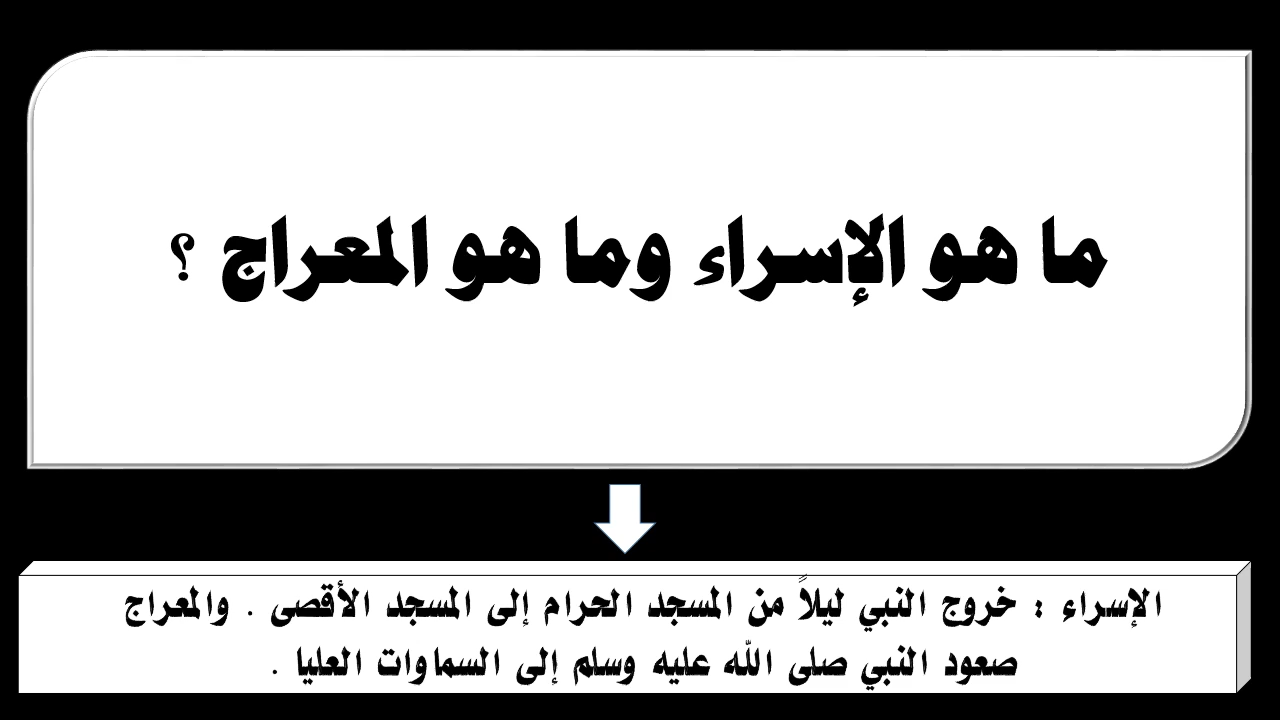 ما هو الإسراء وما هو المعراج ؟
الإسراء : خروج النبي ليلاً من المسجد الحرام إلى المسجد الأقصى . والمعراج
صعود النبي صلى الله عليه وسلم إلى السماوات العليا .